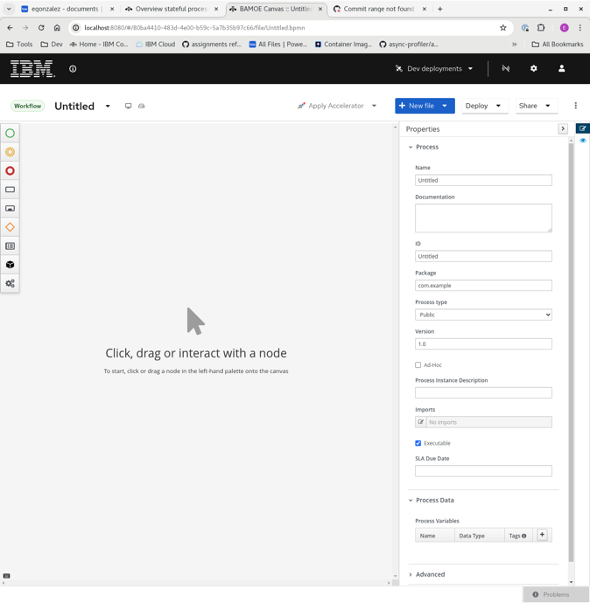 eqonzalez - documents
Overview stateful proces
BAMOE Canvas :: Untitle
Commit range not found
localhost:8080/#/80ba4410-483d-4e00-b59c-5a7b35b97c66/file/Untitled.bpmn
E
Tools
Dev
Home - IBM Co...
IBM Cloud
assignments ref...
All Files | Powe...
Container Imag...
async-profiler/a...
»
All Bookmarks
IBM
Dev deployments
Workflow
Untitled
Apply Accelerator
+ New file
Deploy
Share
Properties
Process
Name
Untitled
Documentation
ID
Untitled
Package
com.example
Process type
Public
Version
1.0
Ad-Hoc
Process Instance Description
Imports
No imports
Executable
SLA Due Date
Click, drag or interact with a node
To start, click or drag a node in the left-hand palette onto the canvas
Process Data
Process Variables
Name
Data Type
Tags
+
Advanced
Problems